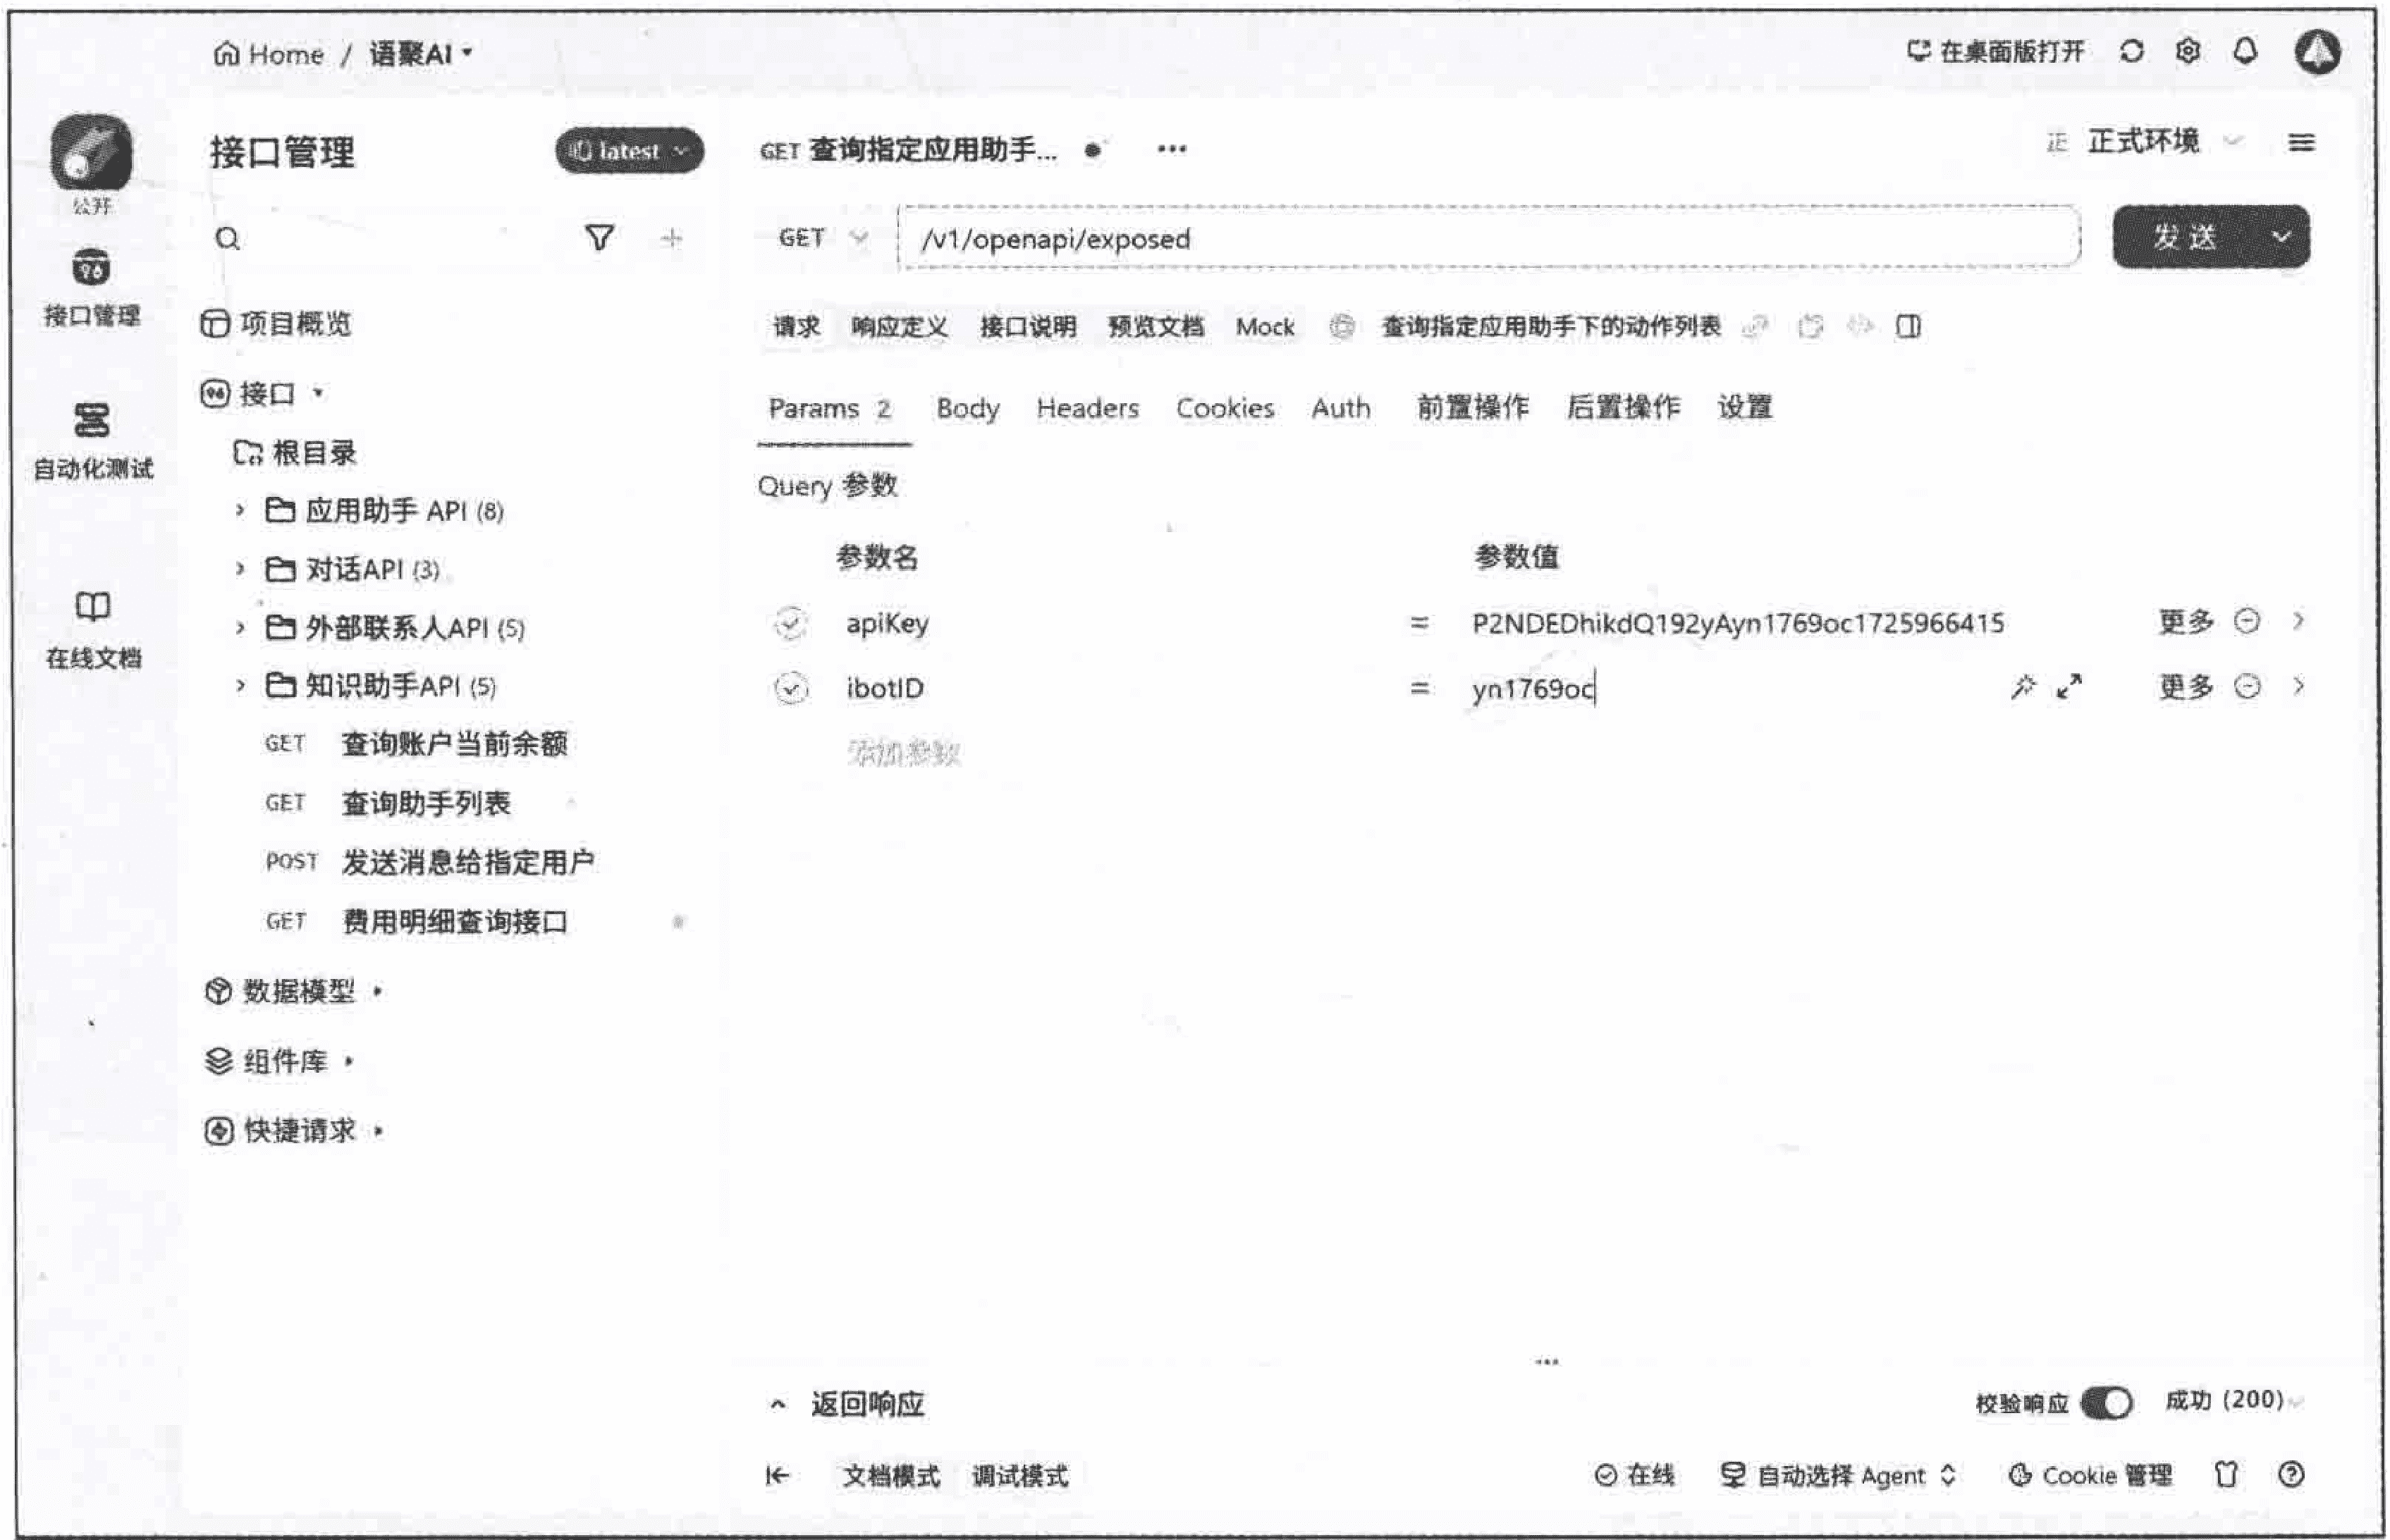 Home / 语聚AI
在桌面版打开
公开
接口管理
自动化测试
在线文档
接口管理
latest
项目概览
接口
根目录
应用助手 API (8)
对话API (3)
外部联系人API (5)
知识助手API (5)
GET 查询账户当前余额
GET 查询助手列表
POST 发送消息给指定用户
GET 费用明细查询接口
数据模型
组件库
快捷请求
GET 查询指定应用助手... ...
正 正式环境
GET /v1/openapi/exposed
发送
请求 响应定义 接口说明 预览文档 Mock 查询指定应用助手下的动作列表
Params 2 Body Headers Cookies Auth 前置操作 后置操作 设置
Query 参数
参数名 参数值
apiKey = P2NDEDhikdQ192yAyn1769oc1725966415 更多
ibotID = yn1769oc 更多
添加参数
返回响应
校验响应 成功 (200)
文档模式 调试模式
在线 自动选择 Agent Cookie 管理